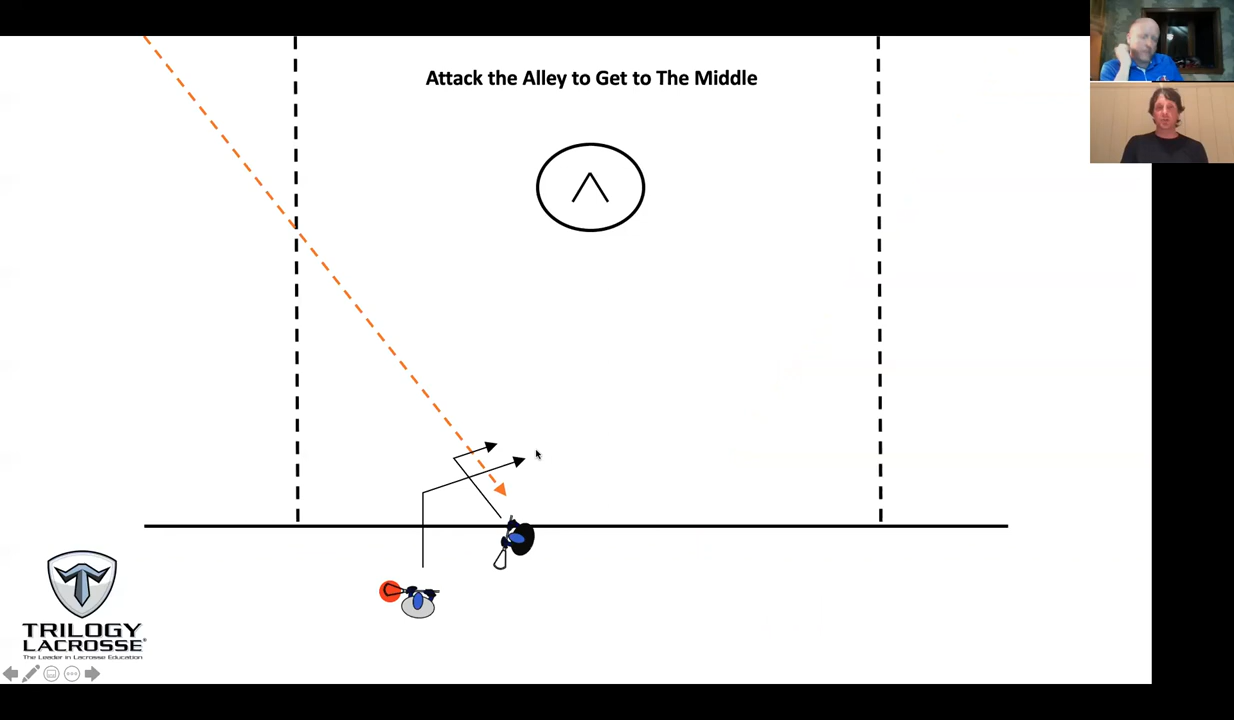 Attack the Alley to Get to The Middle
TRILOGY
LACROSSE®
The Leader in Lacrosse Education